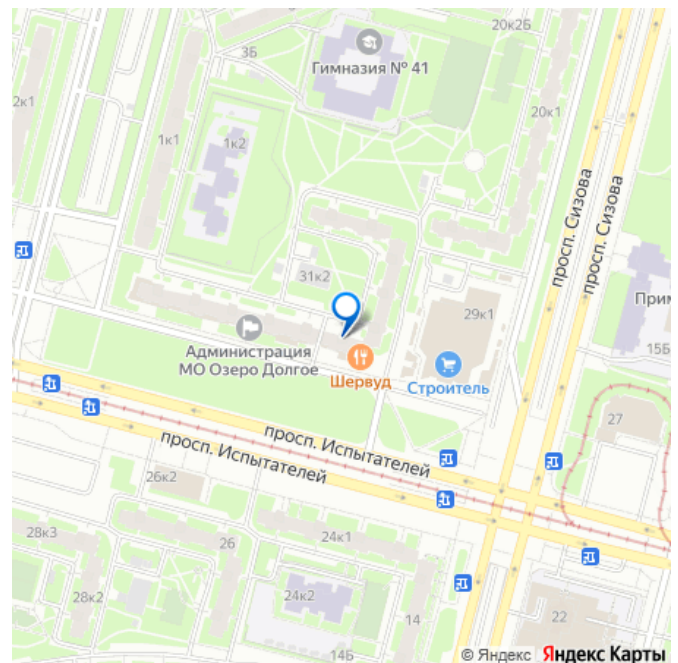 20к2Б
3Б
Гимназия № 41
2к1
20к1
1к1
1к2
просп. Сизова
просп. Сизова
31к2
29к1
Прим
15Б
Администрация
МО Озеро Долгое
Шервуд
Строитель
27
просп. Испытателей
просп. Испытателей
26к2
28к3
26
24к1
28к2
24к2
14
22
14Б
© Яндекс Яндекс Карты